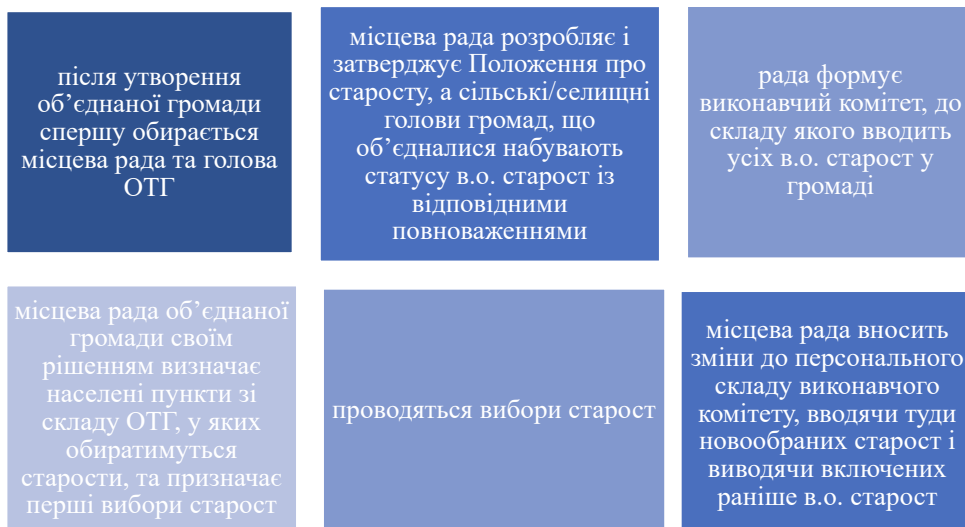 після утворення
об’єднаної громади
спершу обирається
місцева рада та голова
ОТГ
місцева рада розробляє і
затверджує Положення про
старосту, а сільські/селищні
голови громад, що
об’єдналися набувають
статусу в.о. старост із
відповідними
повноваженнями
рада формує
виконавчий комітет, до
складу якого вводить
усіх в.о. старост у
громаді
місцева рада об’єднаної
громади своїм
рішенням визначає
населені пункти зі
складу ОТГ, у яких
обиратимуться
старости, та призначає
перші вибори старост
проводяться вибори старост
місцева рада вносить
зміни до персонального
складу виконавчого
комітету, вводячи туди
новообраних старост і
виводячи включених
раніше в.о. старост